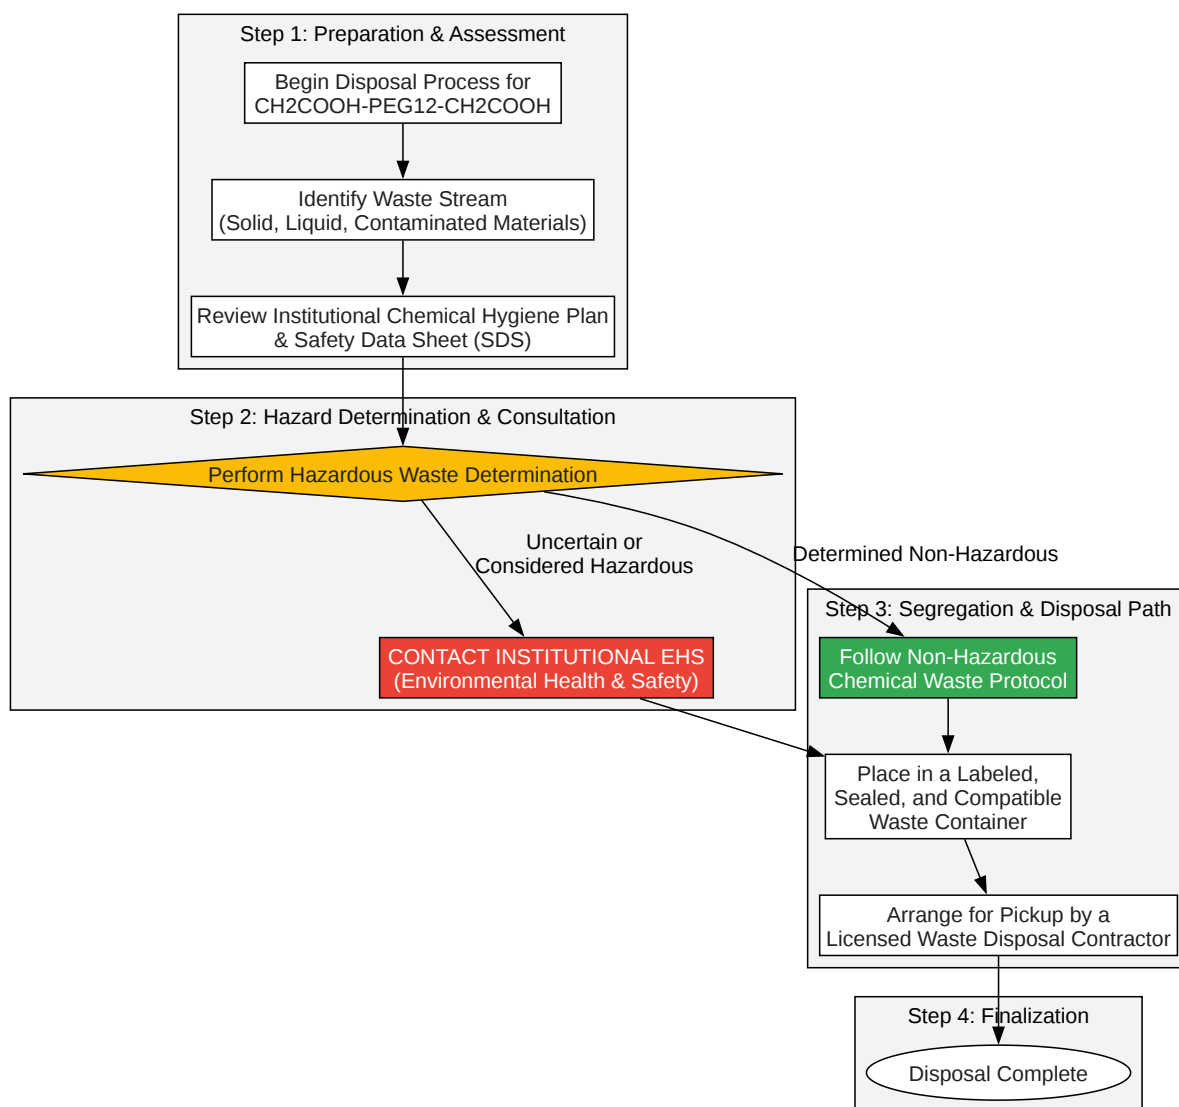 Step 1: Preparation & Assessment
Begin Disposal Process for
CH2COOH-PEG12-CH2COOH
Identify Waste Stream
(Solid, Liquid, Contaminated Materials)
Review Institutional Chemical Hygiene Plan
& Safety Data Sheet (SDS)
Step 2: Hazard Determination & Consultation
Perform Hazardous Waste Determination
Uncertain or
Considered Hazardous
Determined Non-Hazardous
CONTACT INSTITUTIONAL EHS
(Environmental Health & Safety)
Step 3: Segregation & Disposal Path
Follow Non-Hazardous
Chemical Waste Protocol
Place in a Labeled,
Sealed, and Compatible
Waste Container
Arrange for Pickup by a
Licensed Waste Disposal Contractor
Step 4: Finalization
Disposal Complete